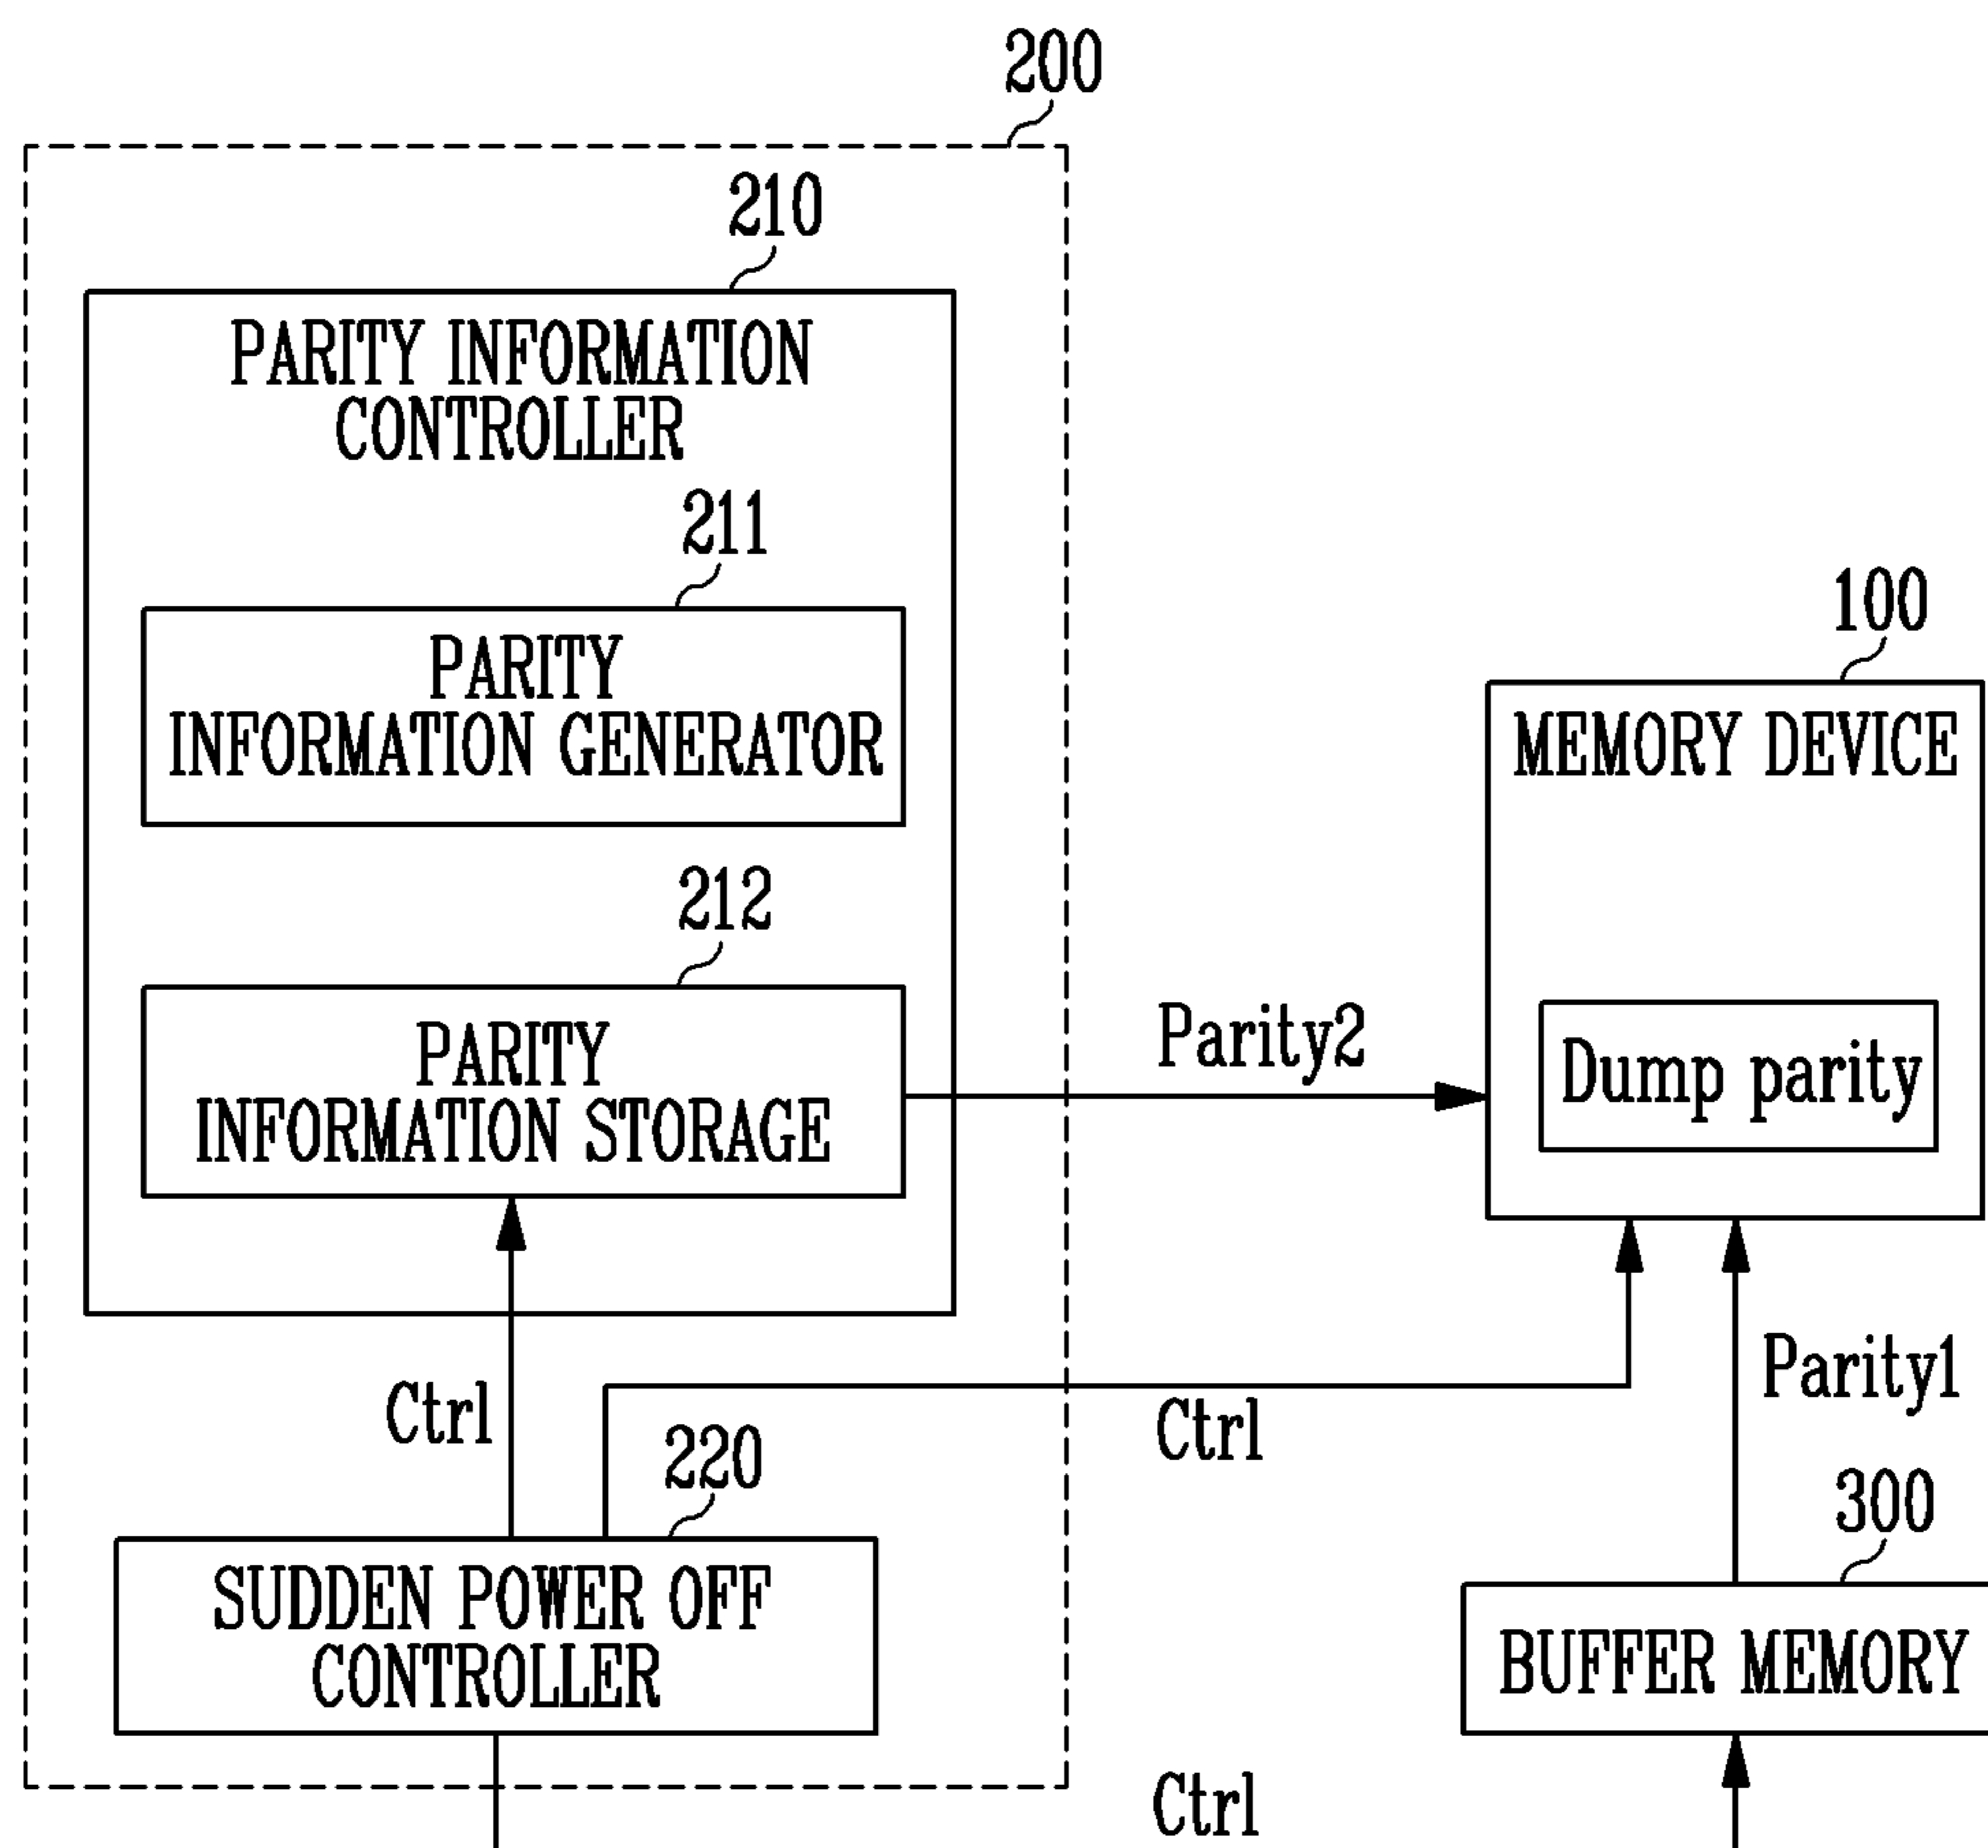 200
210
PARITY INFORMATION
CONTROLLER
211
PARITY
INFORMATION GENERATOR
212
PARITY
INFORMATION STORAGE
100
MEMORY DEVICE
Dump parity
Parity2
Parity1
Ctrl
Ctrl
220
SUDDEN POWER OFF
CONTROLLER
300
BUFFER MEMORY
Ctrl